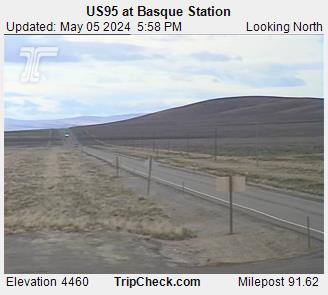 US95 at Basque Station
Updated: May 05 2024 5:58 PM Looking North
Elevation 4460 TripCheck.com Milepost 91.62